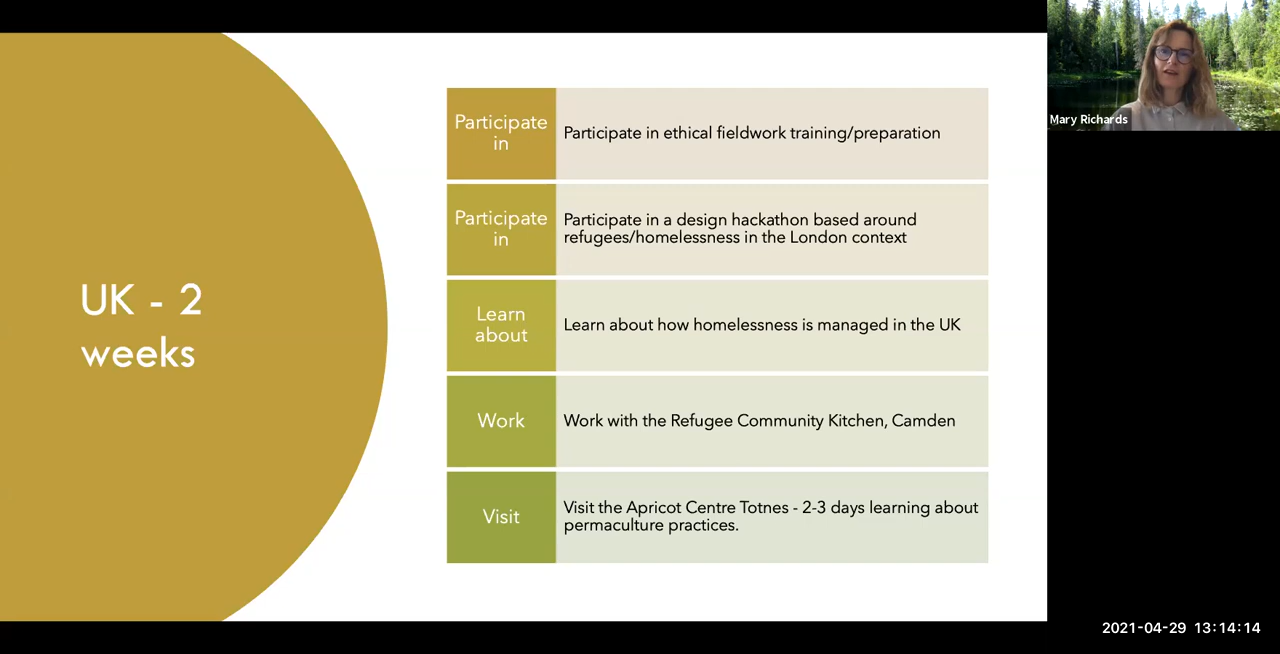 UK - 2
weeks
Participate
in
Participate in ethical fieldwork training/preparation
Participate
in
Participate in a design hackathon based around
refugees/homelessness in the London context
Learn
about
Learn about how homelessness is managed in the UK
Work
Work with the Refugee Community Kitchen, Camden
Visit
Visit the Apricot Centre Totnes - 2-3 days learning about
permaculture practices.
Mary Richards
2021-04-29 13:14:14